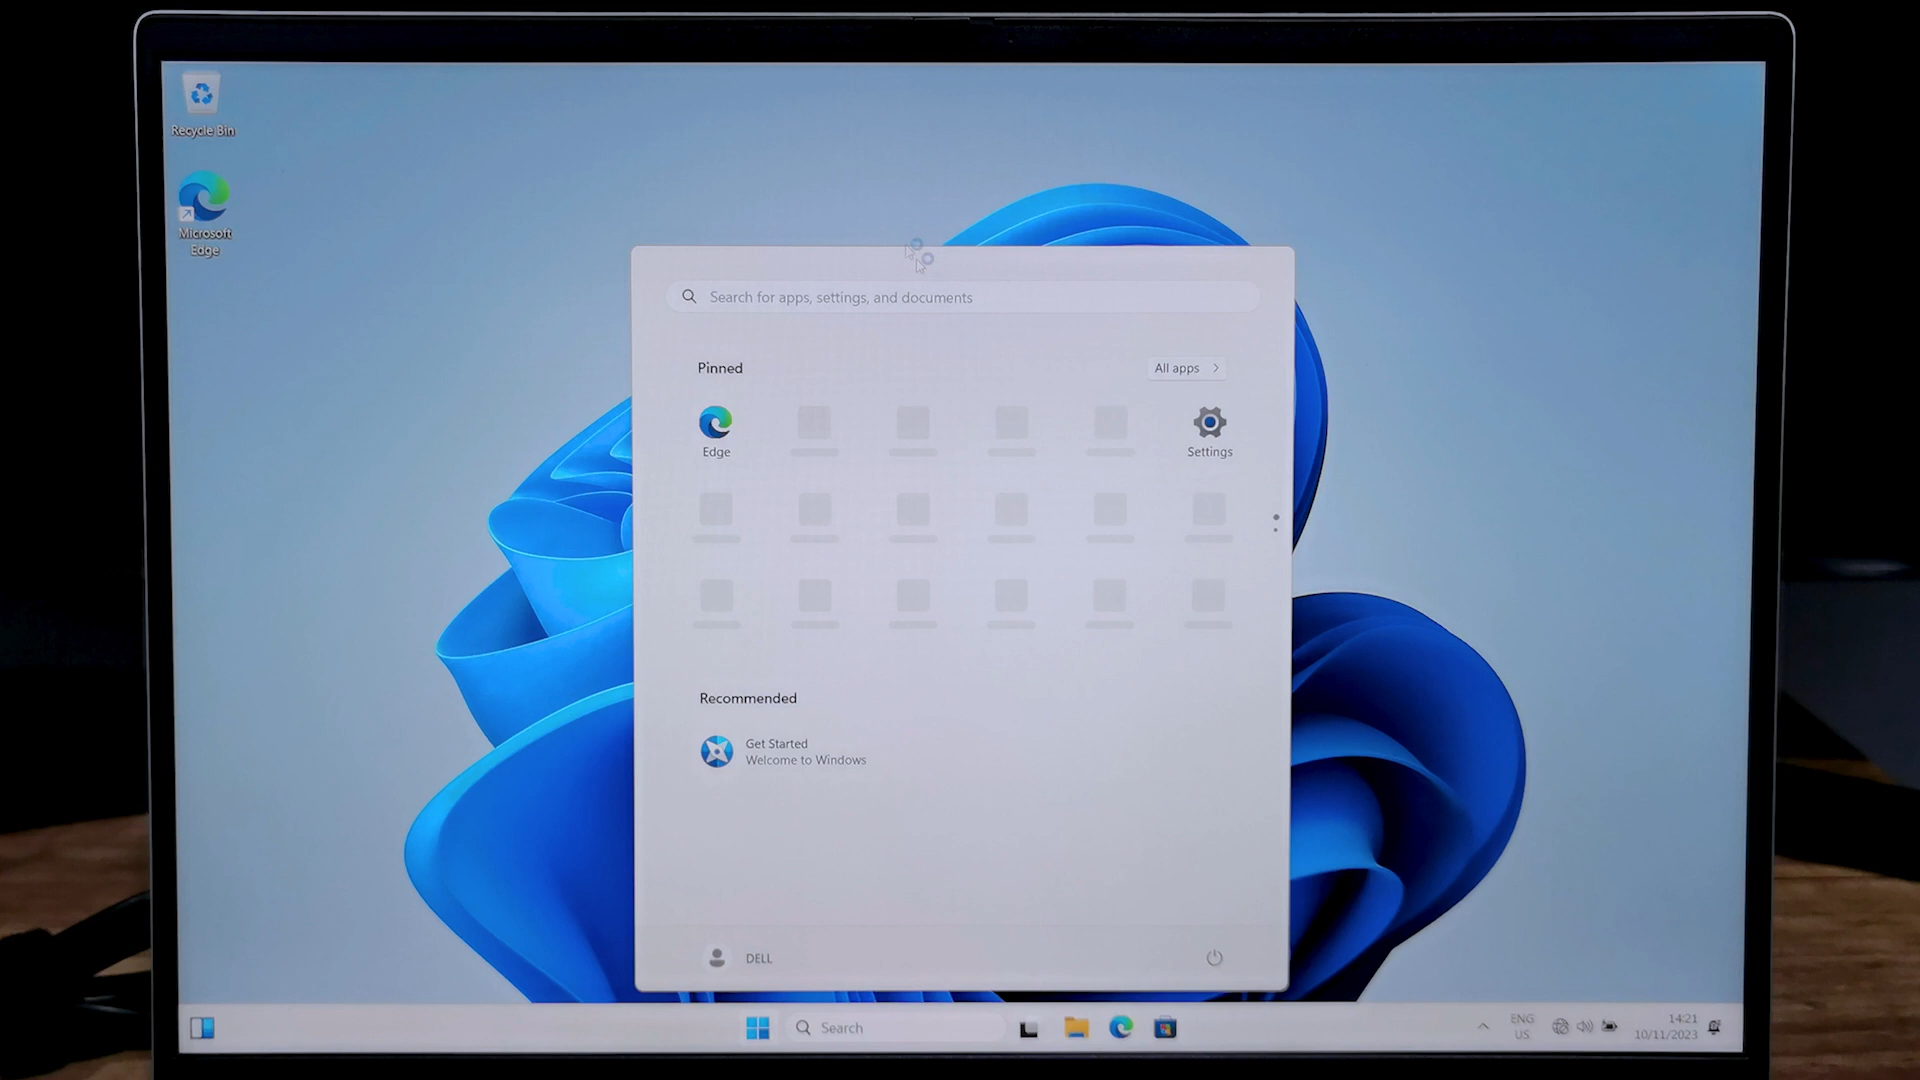 Recycle Bin
Microsoft
Edge
Search for apps, settings, and documents
Pinned
All apps
Edge
Settings
Recommended
Get Started
Welcome to Windows
DELL
Search
ENG
US
14:21
10/11/2023